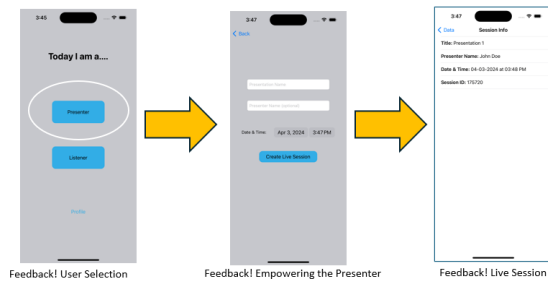 3:45
Today I am a....
Presenter
Listener
Profile
Feedback! User Selection
3:47
Back
Presentation Name
Presenter Name (optional)
Date & Time: Apr 3, 2024 3:47 PM
Create Live Session
Feedback! Empowering the Presenter
3:47
Data Session Info
Title: Presentation 1
Presenter Name: John Doe
Date & Time: 04-03-2024 at 03:48 PM
Session ID: 175720
Feedback! Live Session